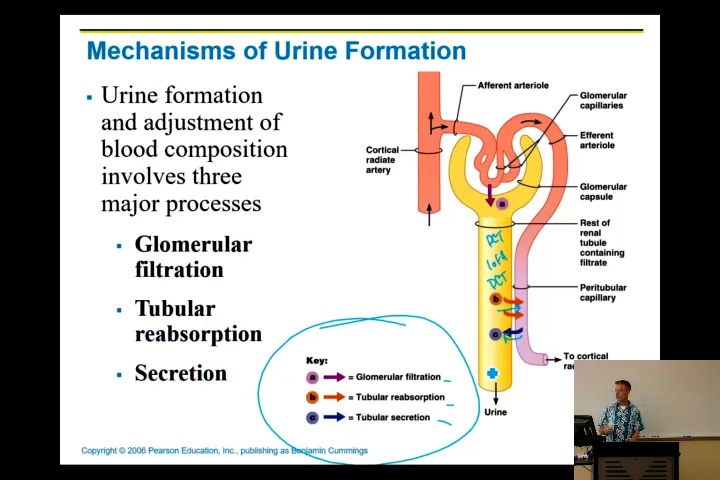 Mechanisms of Urine Formation
Urine formation
and adjustment of
blood composition
involves three
major processes
Glomerular
filtration
Tubular
reabsorption
Secretion
Afferent arteriole
Glomerular
capillaries
Efferent
arteriole
Cortical
radiate
artery
Glomerular
capsule
a
Rest of
renal
tubule
containing
filtrate
PCT
LofH
DCT
Peritubular
capillary
b
c
To cortical
Urine
Key:
a = Glomerular filtration
b = Tubular reabsorption
c = Tubular secretion
Copyright © 2006 Pearson Education, Inc., publishing as Benjamin Cummings